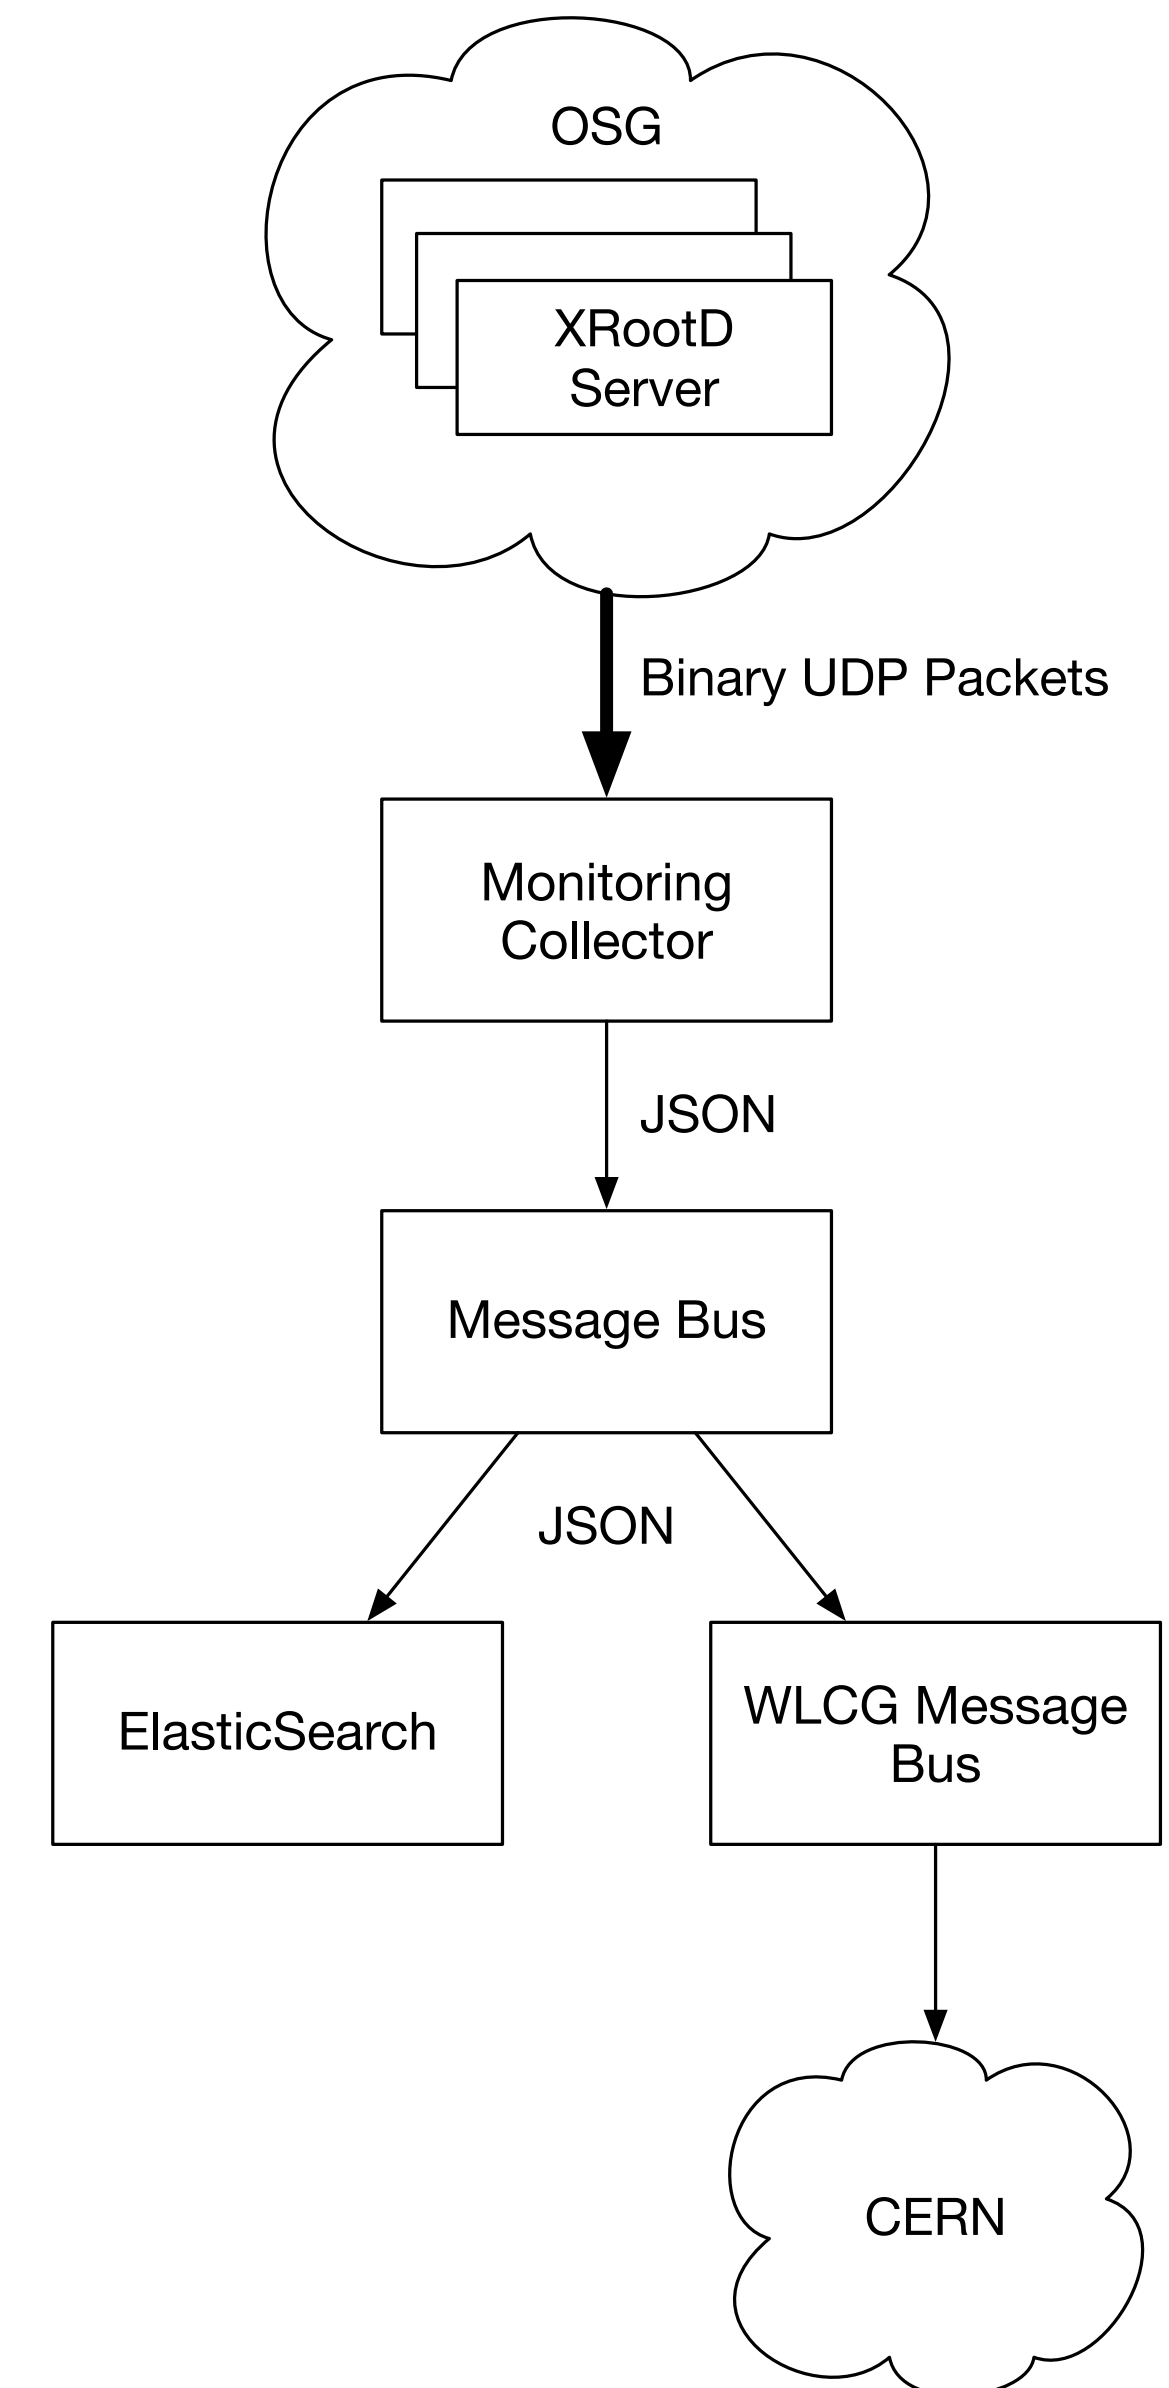 OSG
XRootD
Server
Binary UDP Packets
Monitoring
Collector
JSON
Message Bus
JSON
ElasticSearch
WLCG Message
Bus
CERN